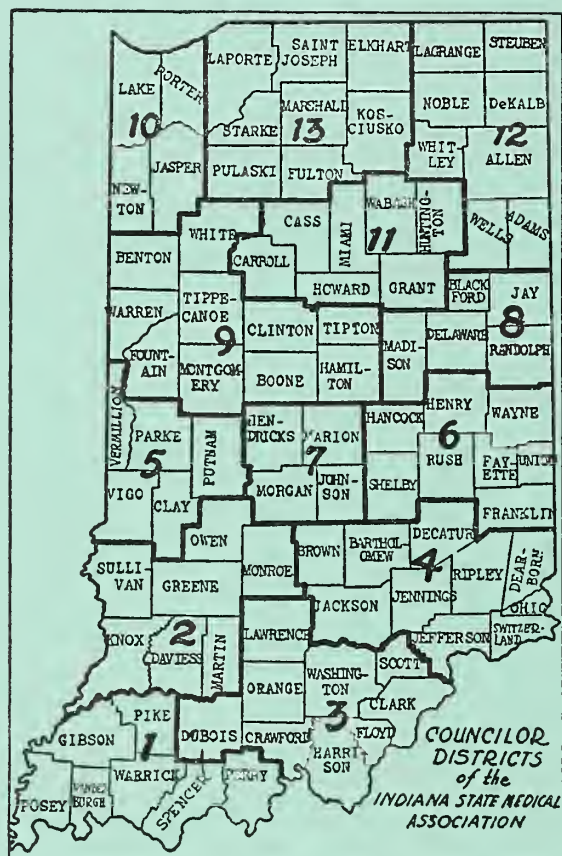 SAINT
JOSEPH
ELKHART
LAPORTE
LAGRANGE
STEUBEN
LAKE
PORTER
NOBLE
DeKALB
MARSHALL
KOS-
CIUSKO
10
STARKE
13
12
WHIT-
LEY
ALLEN
JASPER
PULASKI
FULTON
NEW-
TON
WABASH
HUNTING-
TON
CASS
MIAMI
11
WELLS
ADAMS
WHITE
BENTON
CARROLL
HOWARD
GRANT
BLACK
FORD
JAY
WARREN
TIPPE-
CANOE
8
CLINTON
TIPTON
MADI-
SON
DELAWARE
RANDOLPH
9
FOUNT-
AIN
MONTGOM-
ERY
BOONE
HAMIL-
TON
HENRY
VERMILLION
HENDRICKS
MARION
HANCOCK
WAYNE
PARKE
PUTNAM
6
5
7
RUSH
FAY-
ETTE
UNION
VIGO
CLAY
MORGAN
JOHN-
SON
SHELBY
FRANKLIN
OWEN
DECATUR
BROWN
BARTHOL-
OMEW
4
SULLI-
VAN
GREENE
MONROE
RIPLEY
DEAR-
BORN
JENNINGS
JACKSON
OHIO
KNOX
2
DAVIESS
MARTIN
LAWRENCE
JEFFERSON
SWITZER-
LAND
SCOTT
ORANGE
WASHING-
TON
CLARK
PIKE
3
GIBSON
1
DUBOIS
CRAWFORD
FLOYD
HARRI-
SON
WARRICK
PERRY
POSEY
VANDER
BURGH
SPENCER
COUNCILOR
DISTRICTS
of the
INDIANA STATE MEDICAL
ASSOCIATION